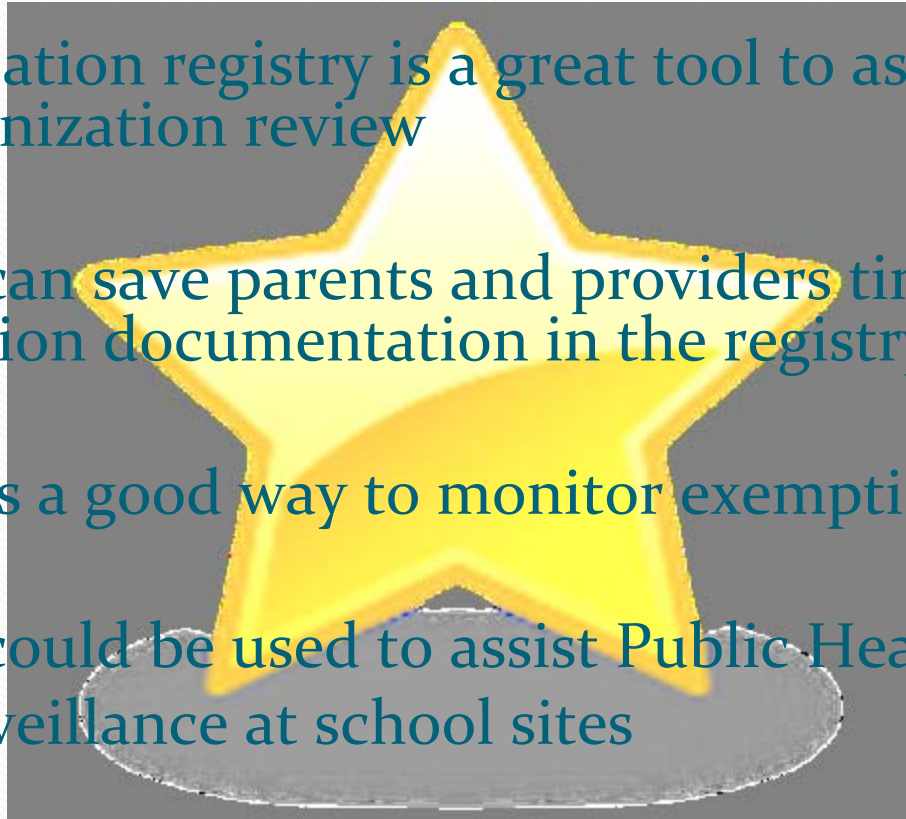 ation registry is a great tool to as
nization review
can save parents and providers tir
ion documentation in the registr
s a good way to monitor exempti
could be used to assist Public Hea
veillance at school sites